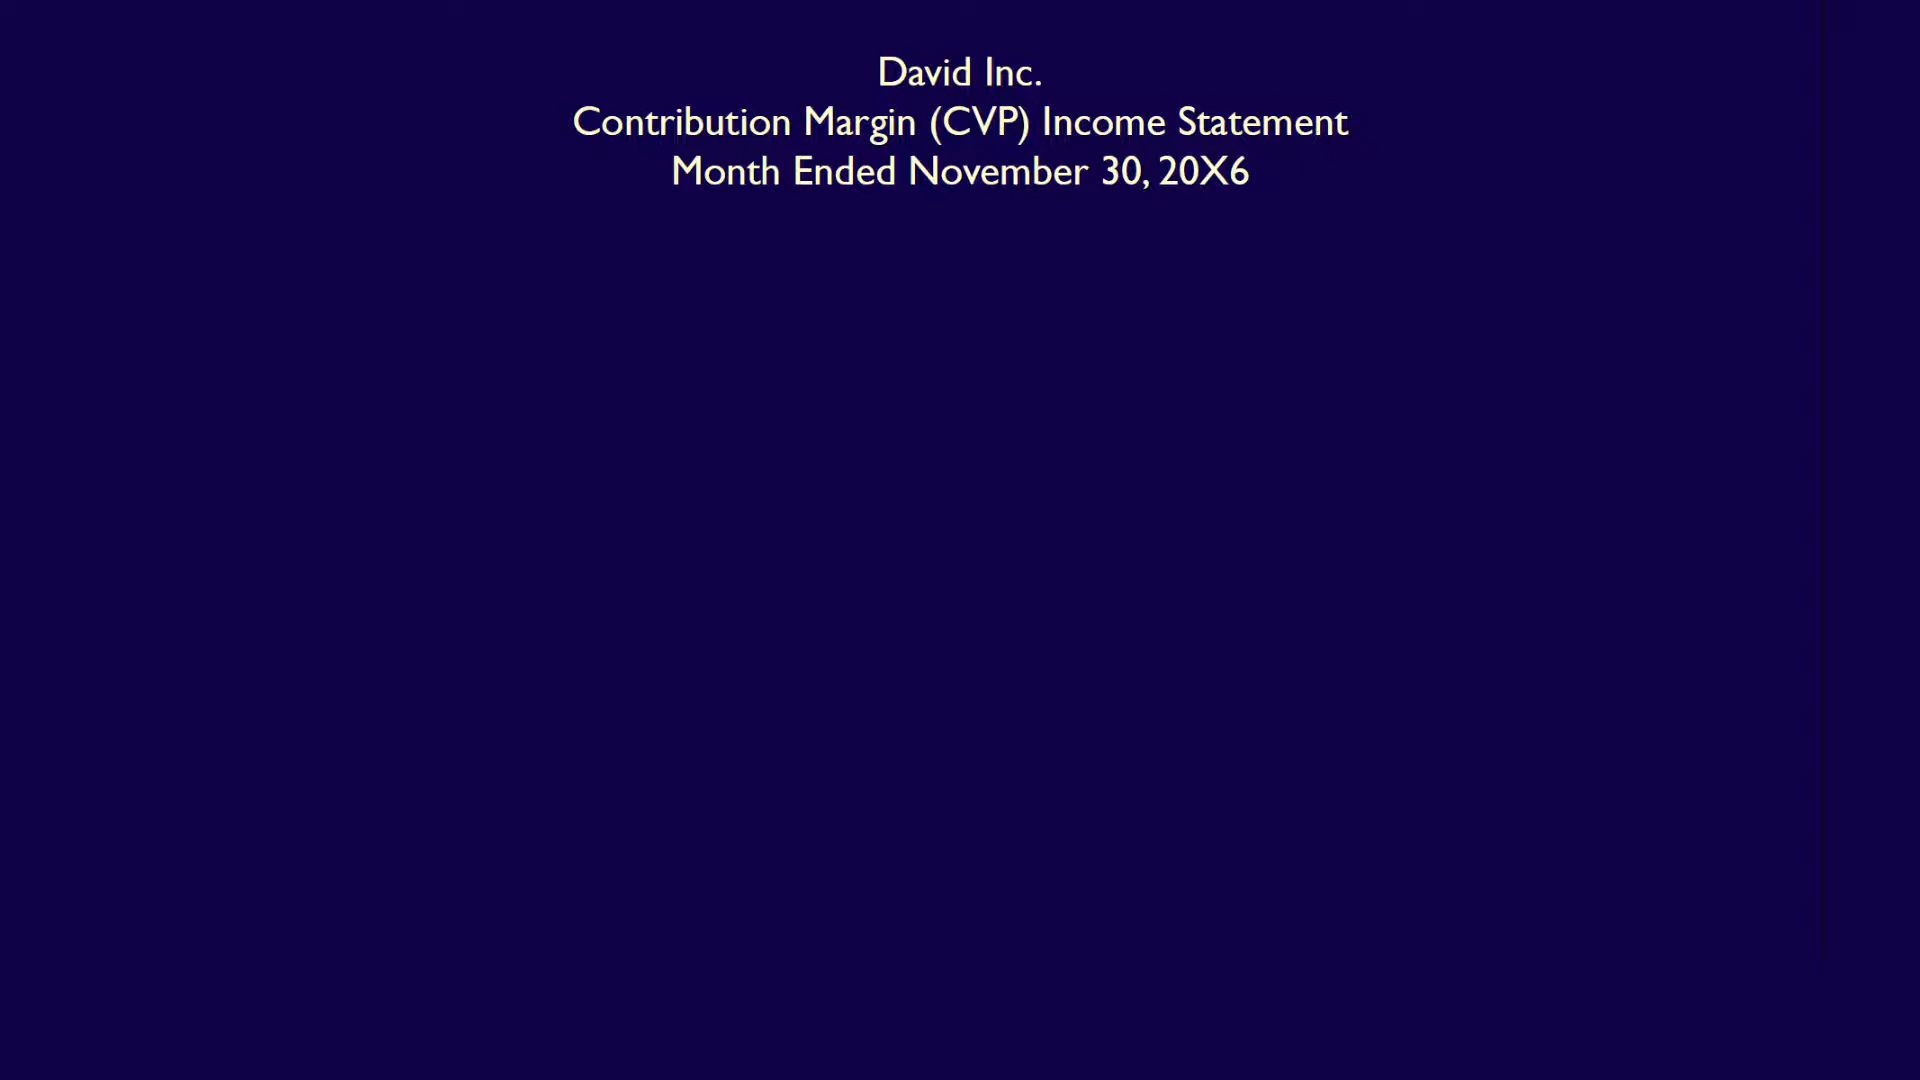 David Inc.
Contribution Margin (CVP) Income Statement
Month Ended November 30, 20X6